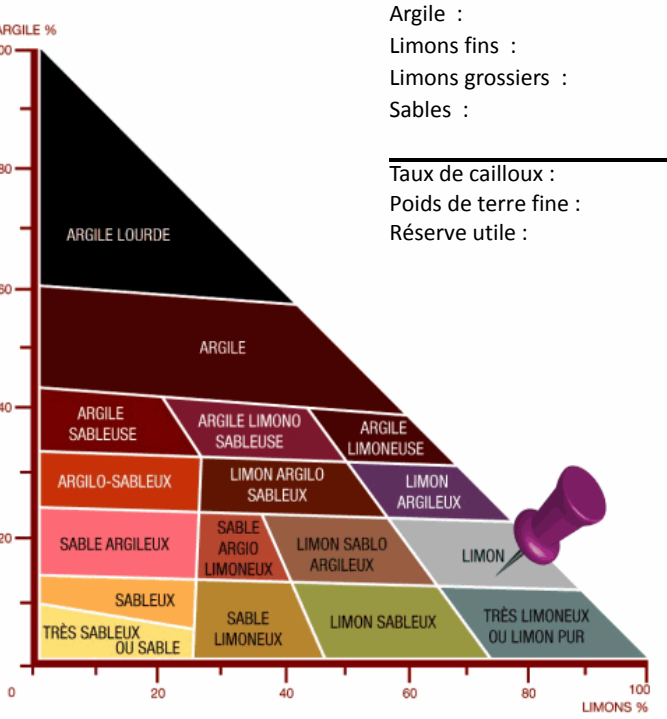 Argile :
Limons fins :
Limons grossiers :
Sables :
Taux de cailloux :
Poids de terre fine :
Réserve utile :
ARGILE %
00
80
60
40
20
ARGILE LOURDE
ARGILE
ARGILE
SABLEUSE
ARGILE LIMONO
SABLEUSE
ARGILE
LIMONEUSE
ARGILO-SABLEUX
LIMON ARGILO
SABLEUX
LIMON
ARGILEUX
SABLE ARGILEUX
SABLE
ARGIO
LIMONEUX
LIMON SABLO
ARGILEUX
LIMON
SABLEUX
TRÈS SABLEUX
OU SABLE
SABLE
LIMONEUX
LIMON SABLEUX
TRÈS LIMONEUX
OU LIMON PUR
0
20
40
60
80
100
LIMONS %